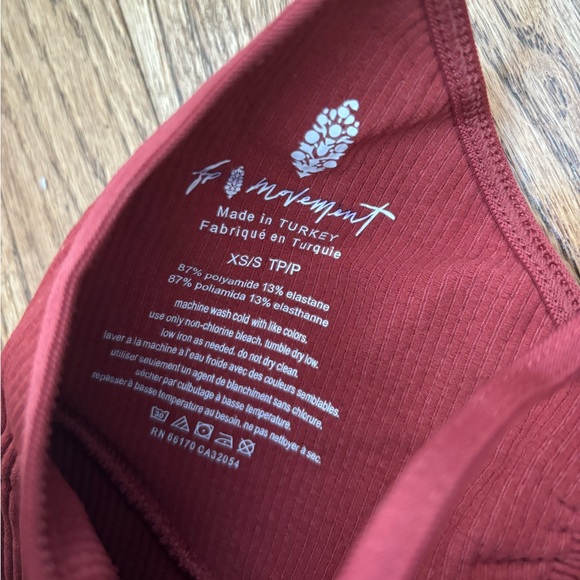 fp movement
Made in TURKEY
Fabriqué en Turquie
XS/S TP/P
87% polyamide 13% elastane
87% poliamida 13% elasthanne
machine wash cold with like colors.
use only non-chlorine bleach. tumble dry low.
low iron as needed. do not dry clean.
laver a la machine à l'eau froide avec des couleurs semblables.
utiliser seulement un agent de blanchiment sans chlorure.
sécher par culbutage à basse température.
repasser à basse température au besoin. ne pas nettoyer à sec.
30
RN 66170 CA32054